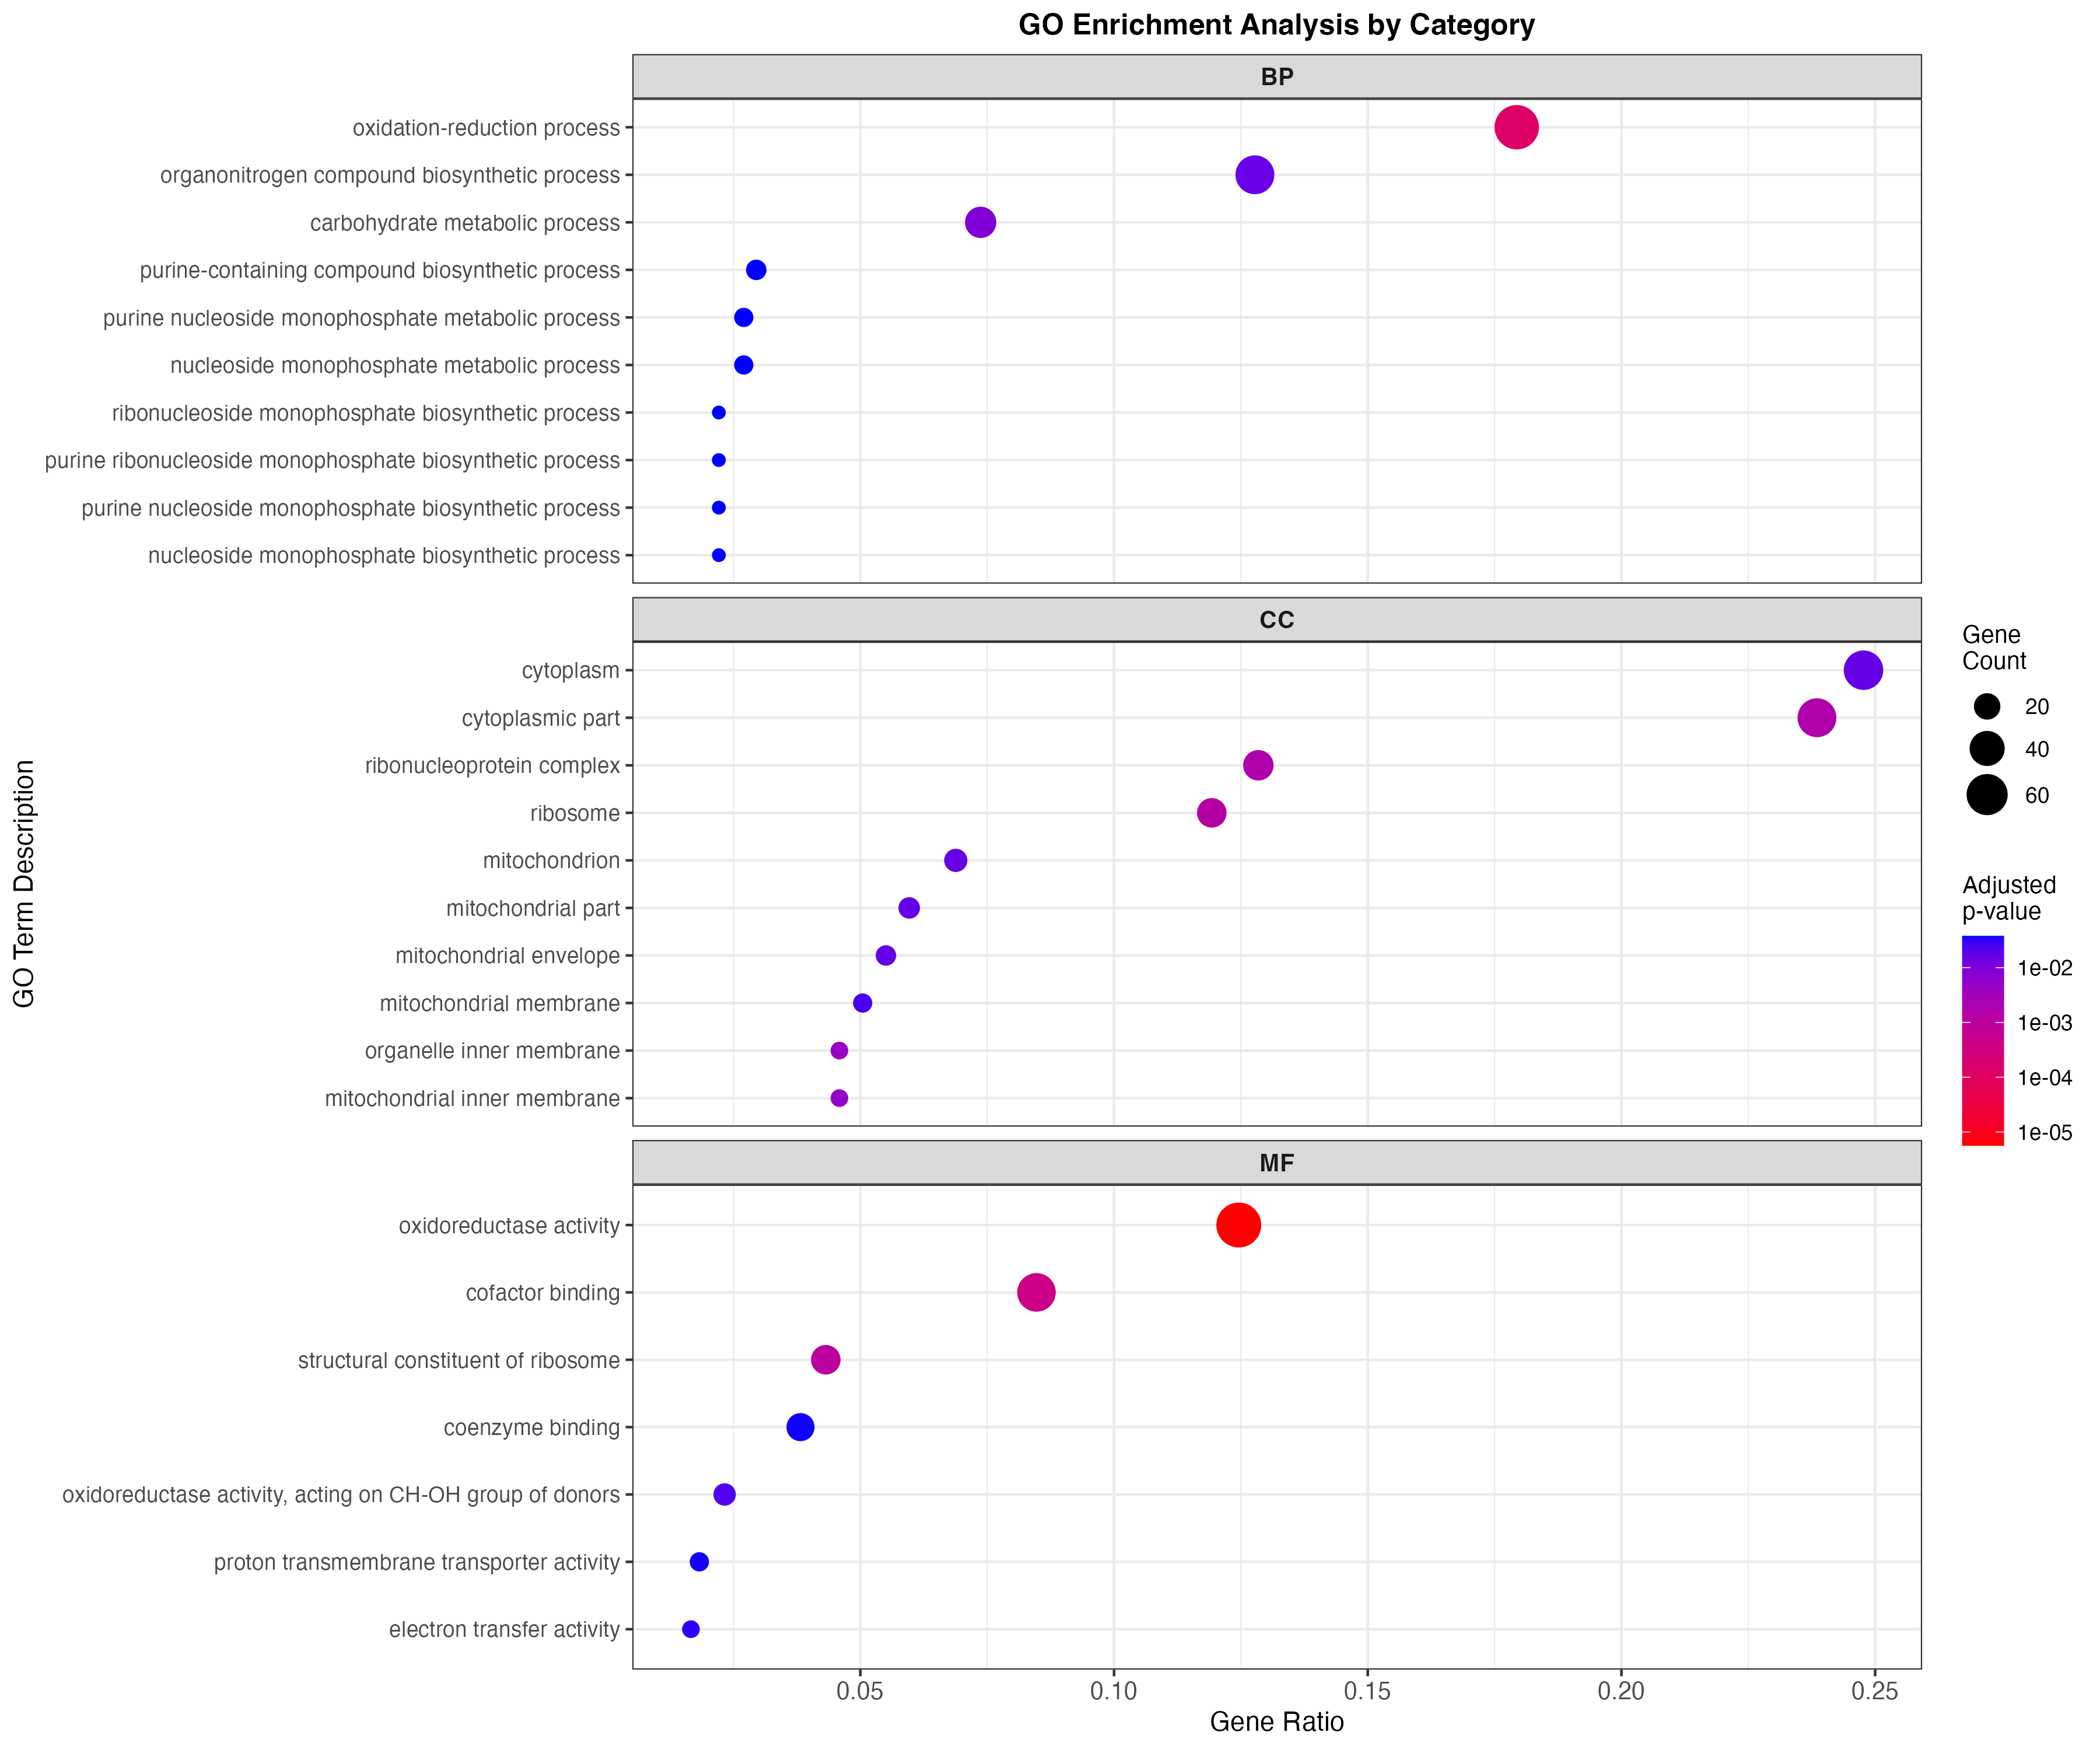 GO Enrichment Analysis by Category
BP
oxidation-reduction process
organonitrogen compound biosynthetic process
carbohydrate metabolic process
purine-containing compound biosynthetic process
purine nucleoside monophosphate metabolic process
nucleoside monophosphate metabolic process
ribonucleoside monophosphate biosynthetic process
purine ribonucleoside monophosphate biosynthetic process
purine nucleoside monophosphate biosynthetic process
nucleoside monophosphate biosynthetic process
CC
cytoplasm
cytoplasmic part
ribonucleoprotein complex
ribosome
mitochondrion
mitochondrial part
mitochondrial envelope
mitochondrial membrane
organelle inner membrane
mitochondrial inner membrane
MF
oxidoreductase activity
cofactor binding
structural constituent of ribosome
coenzyme binding
oxidoreductase activity, acting on CH-OH group of donors
proton transmembrane transporter activity
electron transfer activity
0.05 0.10 0.15 0.20 0.25
Gene Ratio
GO Term Description
Gene
Count
20
40
60
Adjusted
p-value
1e-02
1e-03
1e-04
1e-05